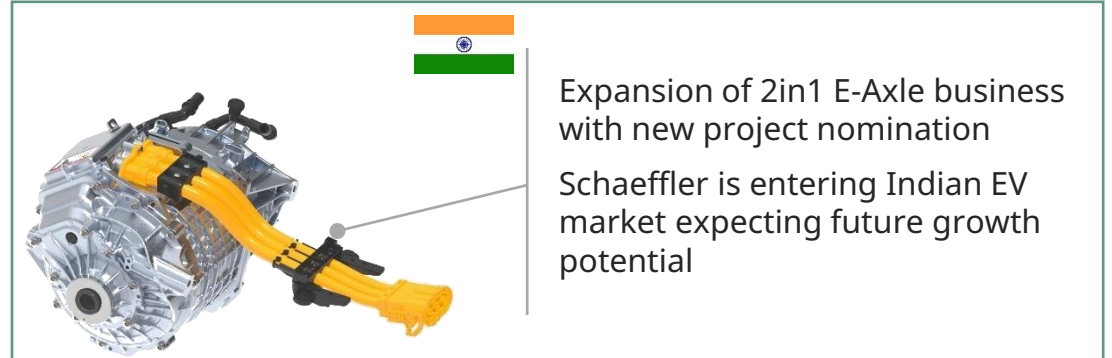 Expansion of 2in1 E-Axle business
with new project nomination
Schaeffler is entering Indian EV
market expecting future growth
potential